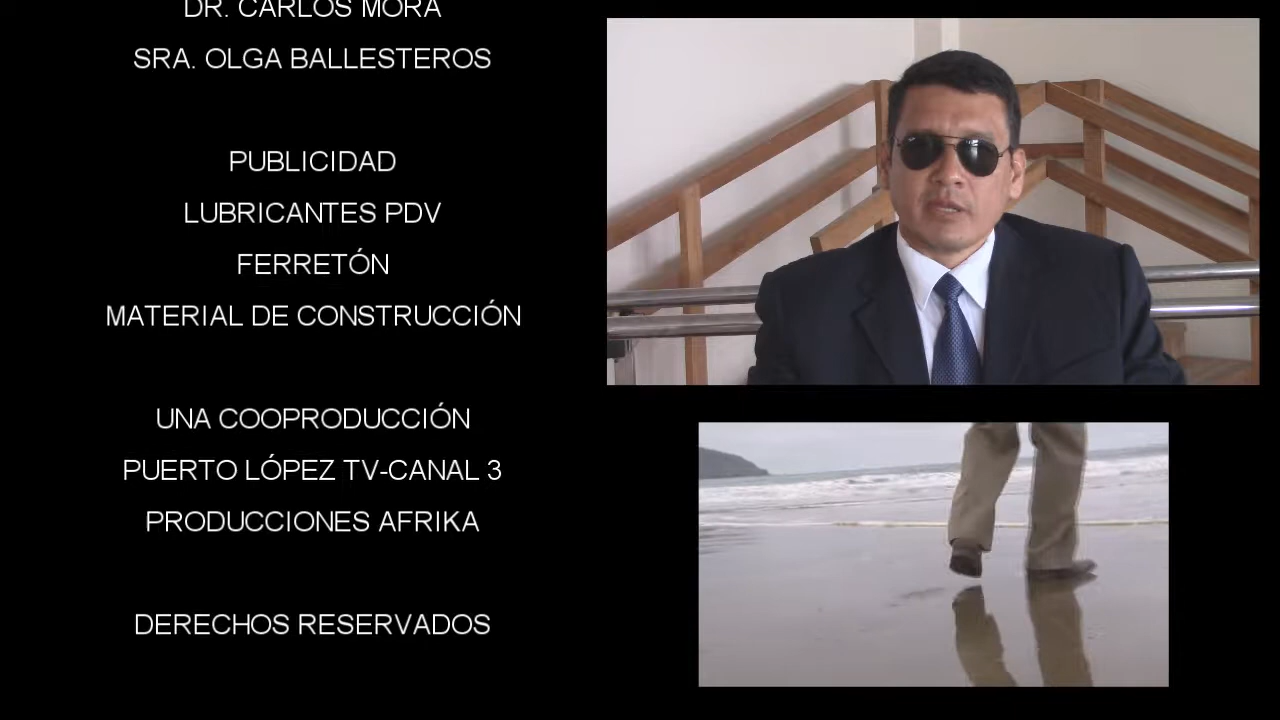 DR. CARLOS MORA
SRA. OLGA BALLESTEROS
PUBLICIDAD
LUBRICANTES PDV
FERRETÓN
MATERIAL DE CONSTRUCCIÓN
UNA COOPRODUCCIÓN
PUERTO LÓPEZ TV-CANAL 3
PRODUCCIONES AFRIKA
DERECHOS RESERVADOS